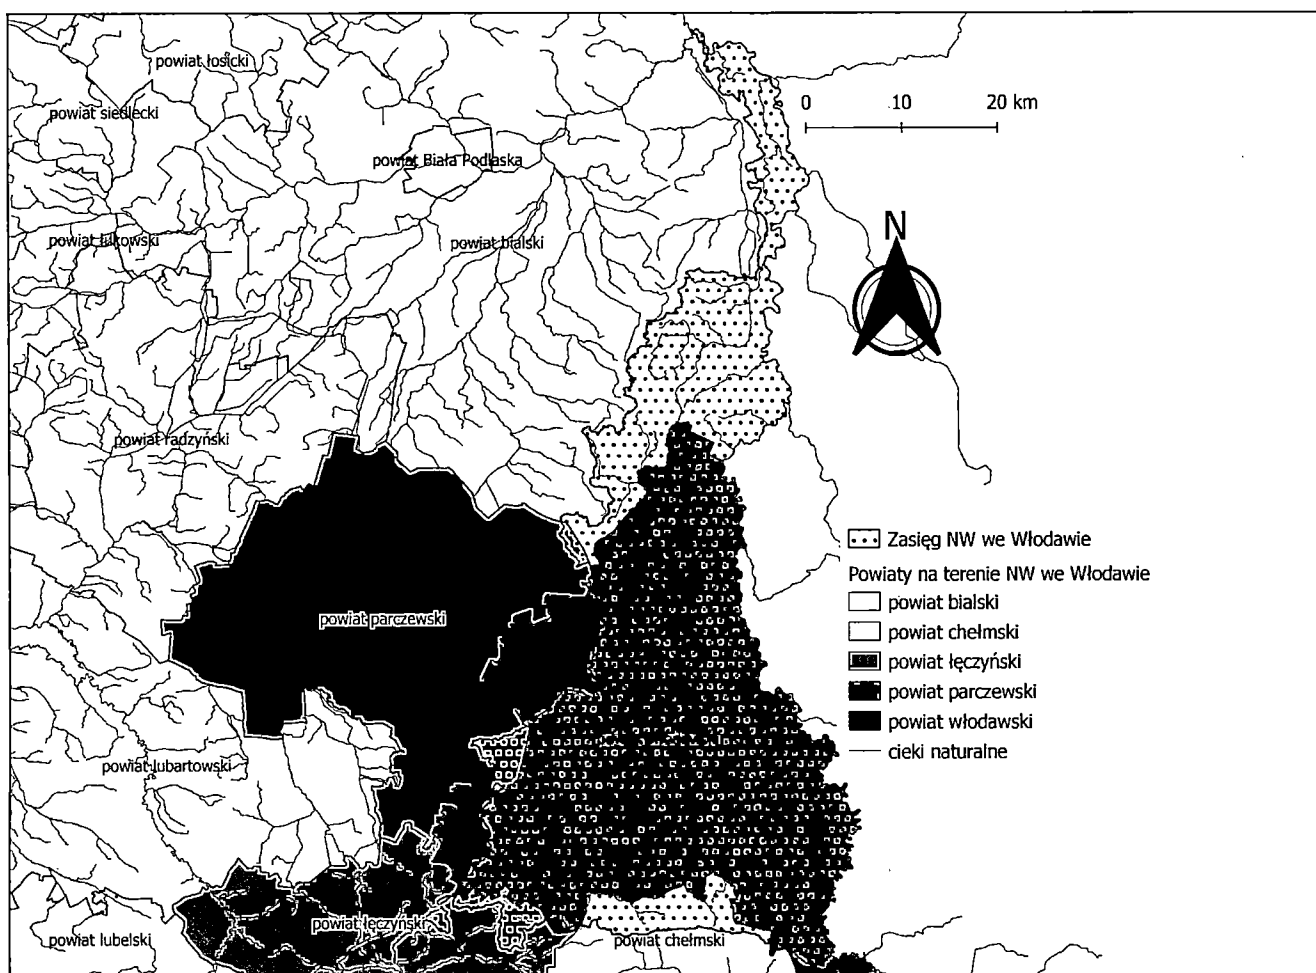 powiat łosicki
powiat siedlecki
0 10 20 km
powiat Biała Podlaska
N
powiat łukowski
powiat bialski
powiat radzyński
Zasięg NW we Włodawie
Powiaty na terenie NW we Włodawie
powiat bialski
powiat chełmski
powiat łęczyński
powiat parczewski
powiat włodawski
cieki naturalne
powiat parczewski
powiat lubartowski
powiat łęczyński
powiat lubelski
powiat chełmski